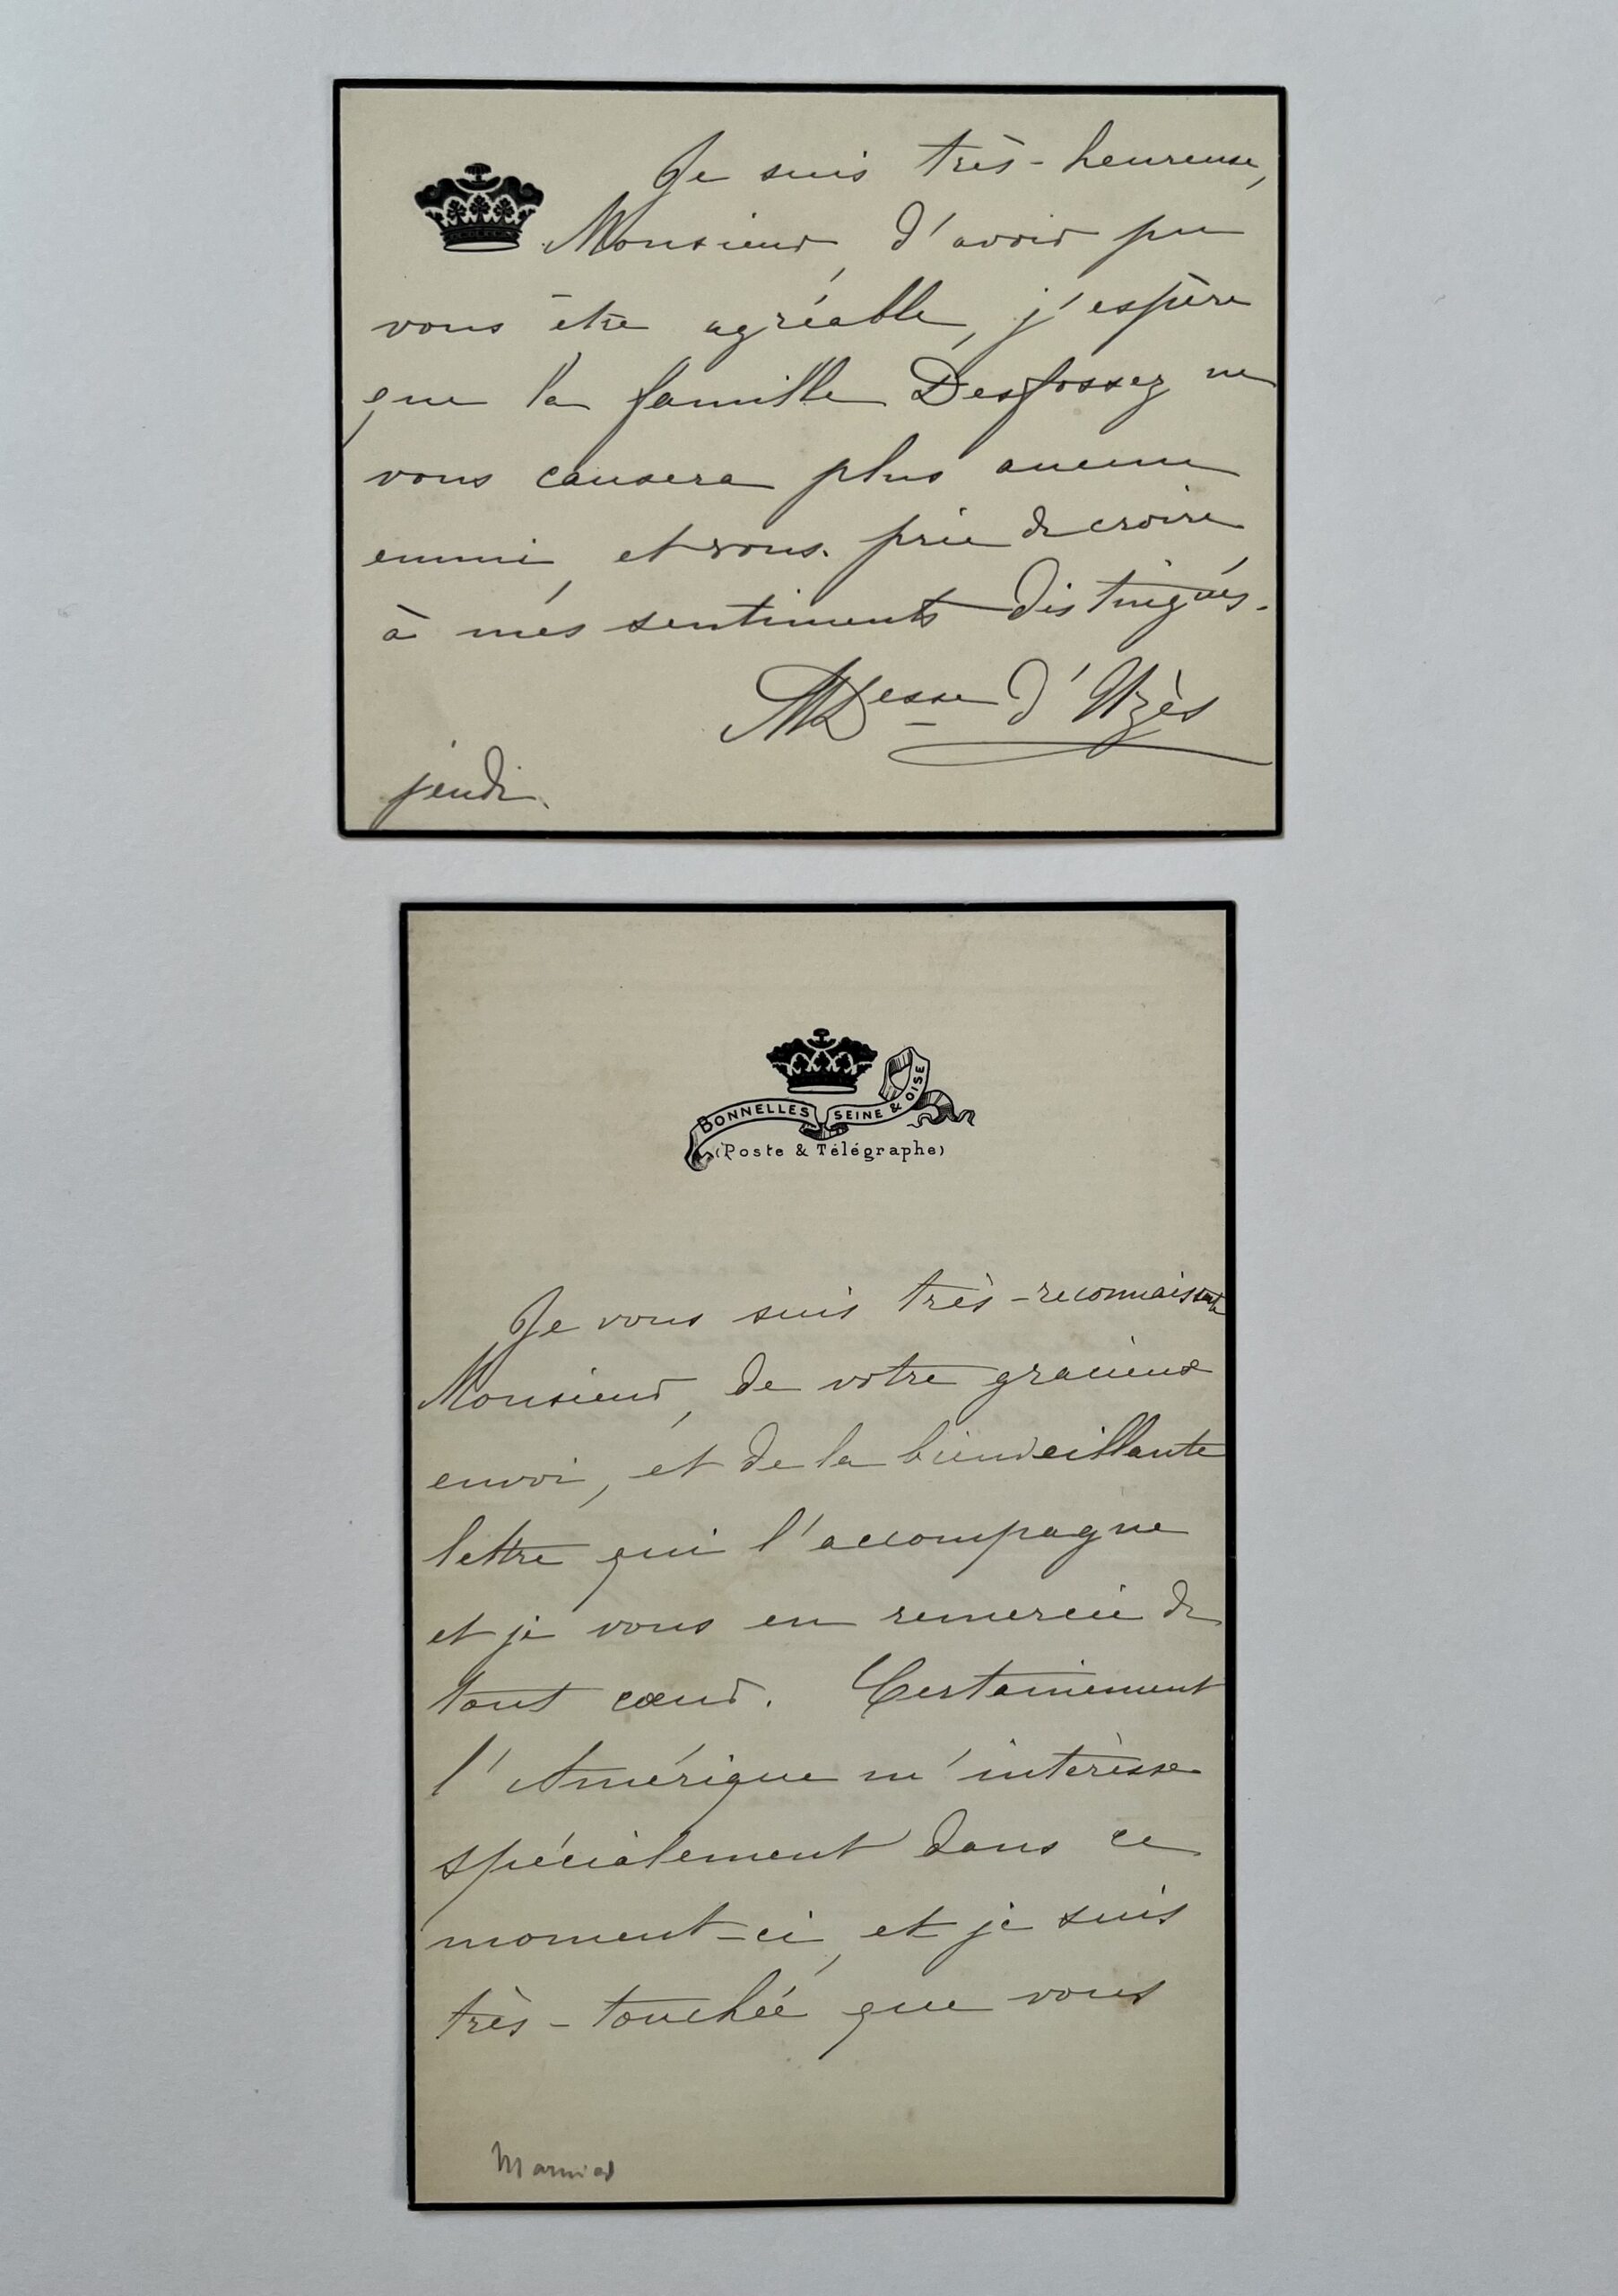 Je suis très-heureuse,
Monsieur, d'avoir pu
vous être agréable, j'espère
que la famille Desfossez ne
vous causera plus aucun
ennui, et vous prie de croire
à mes sentiments distingués.
Desse d'Uzès
jeudi.
BONNELLES SEINE & OISE
(Poste & Télégraphe)
Je vous suis très-reconnaissante
Monsieur, de votre gracieux
envoi, et de la bienveillante
lettre qui l'accompagne
et je vous en remercie de
tout cœur. Certainement
l'Amérique m'intéresse
spécialement dans ce
moment-ci, et je suis
très-touchée que vous